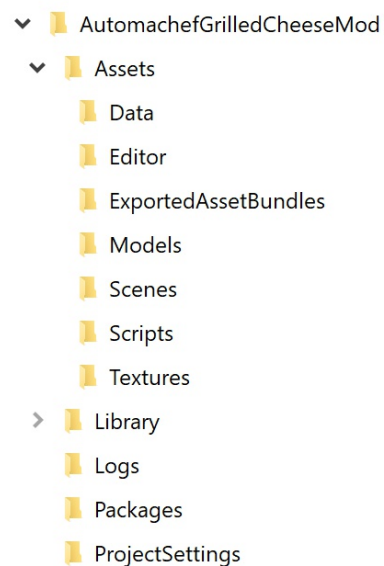 AutomachefGrilledCheeseMod
Assets
Data
Editor
ExportedAssetBundles
Models
Scenes
Scripts
Textures
Library
Logs
Packages
ProjectSettings